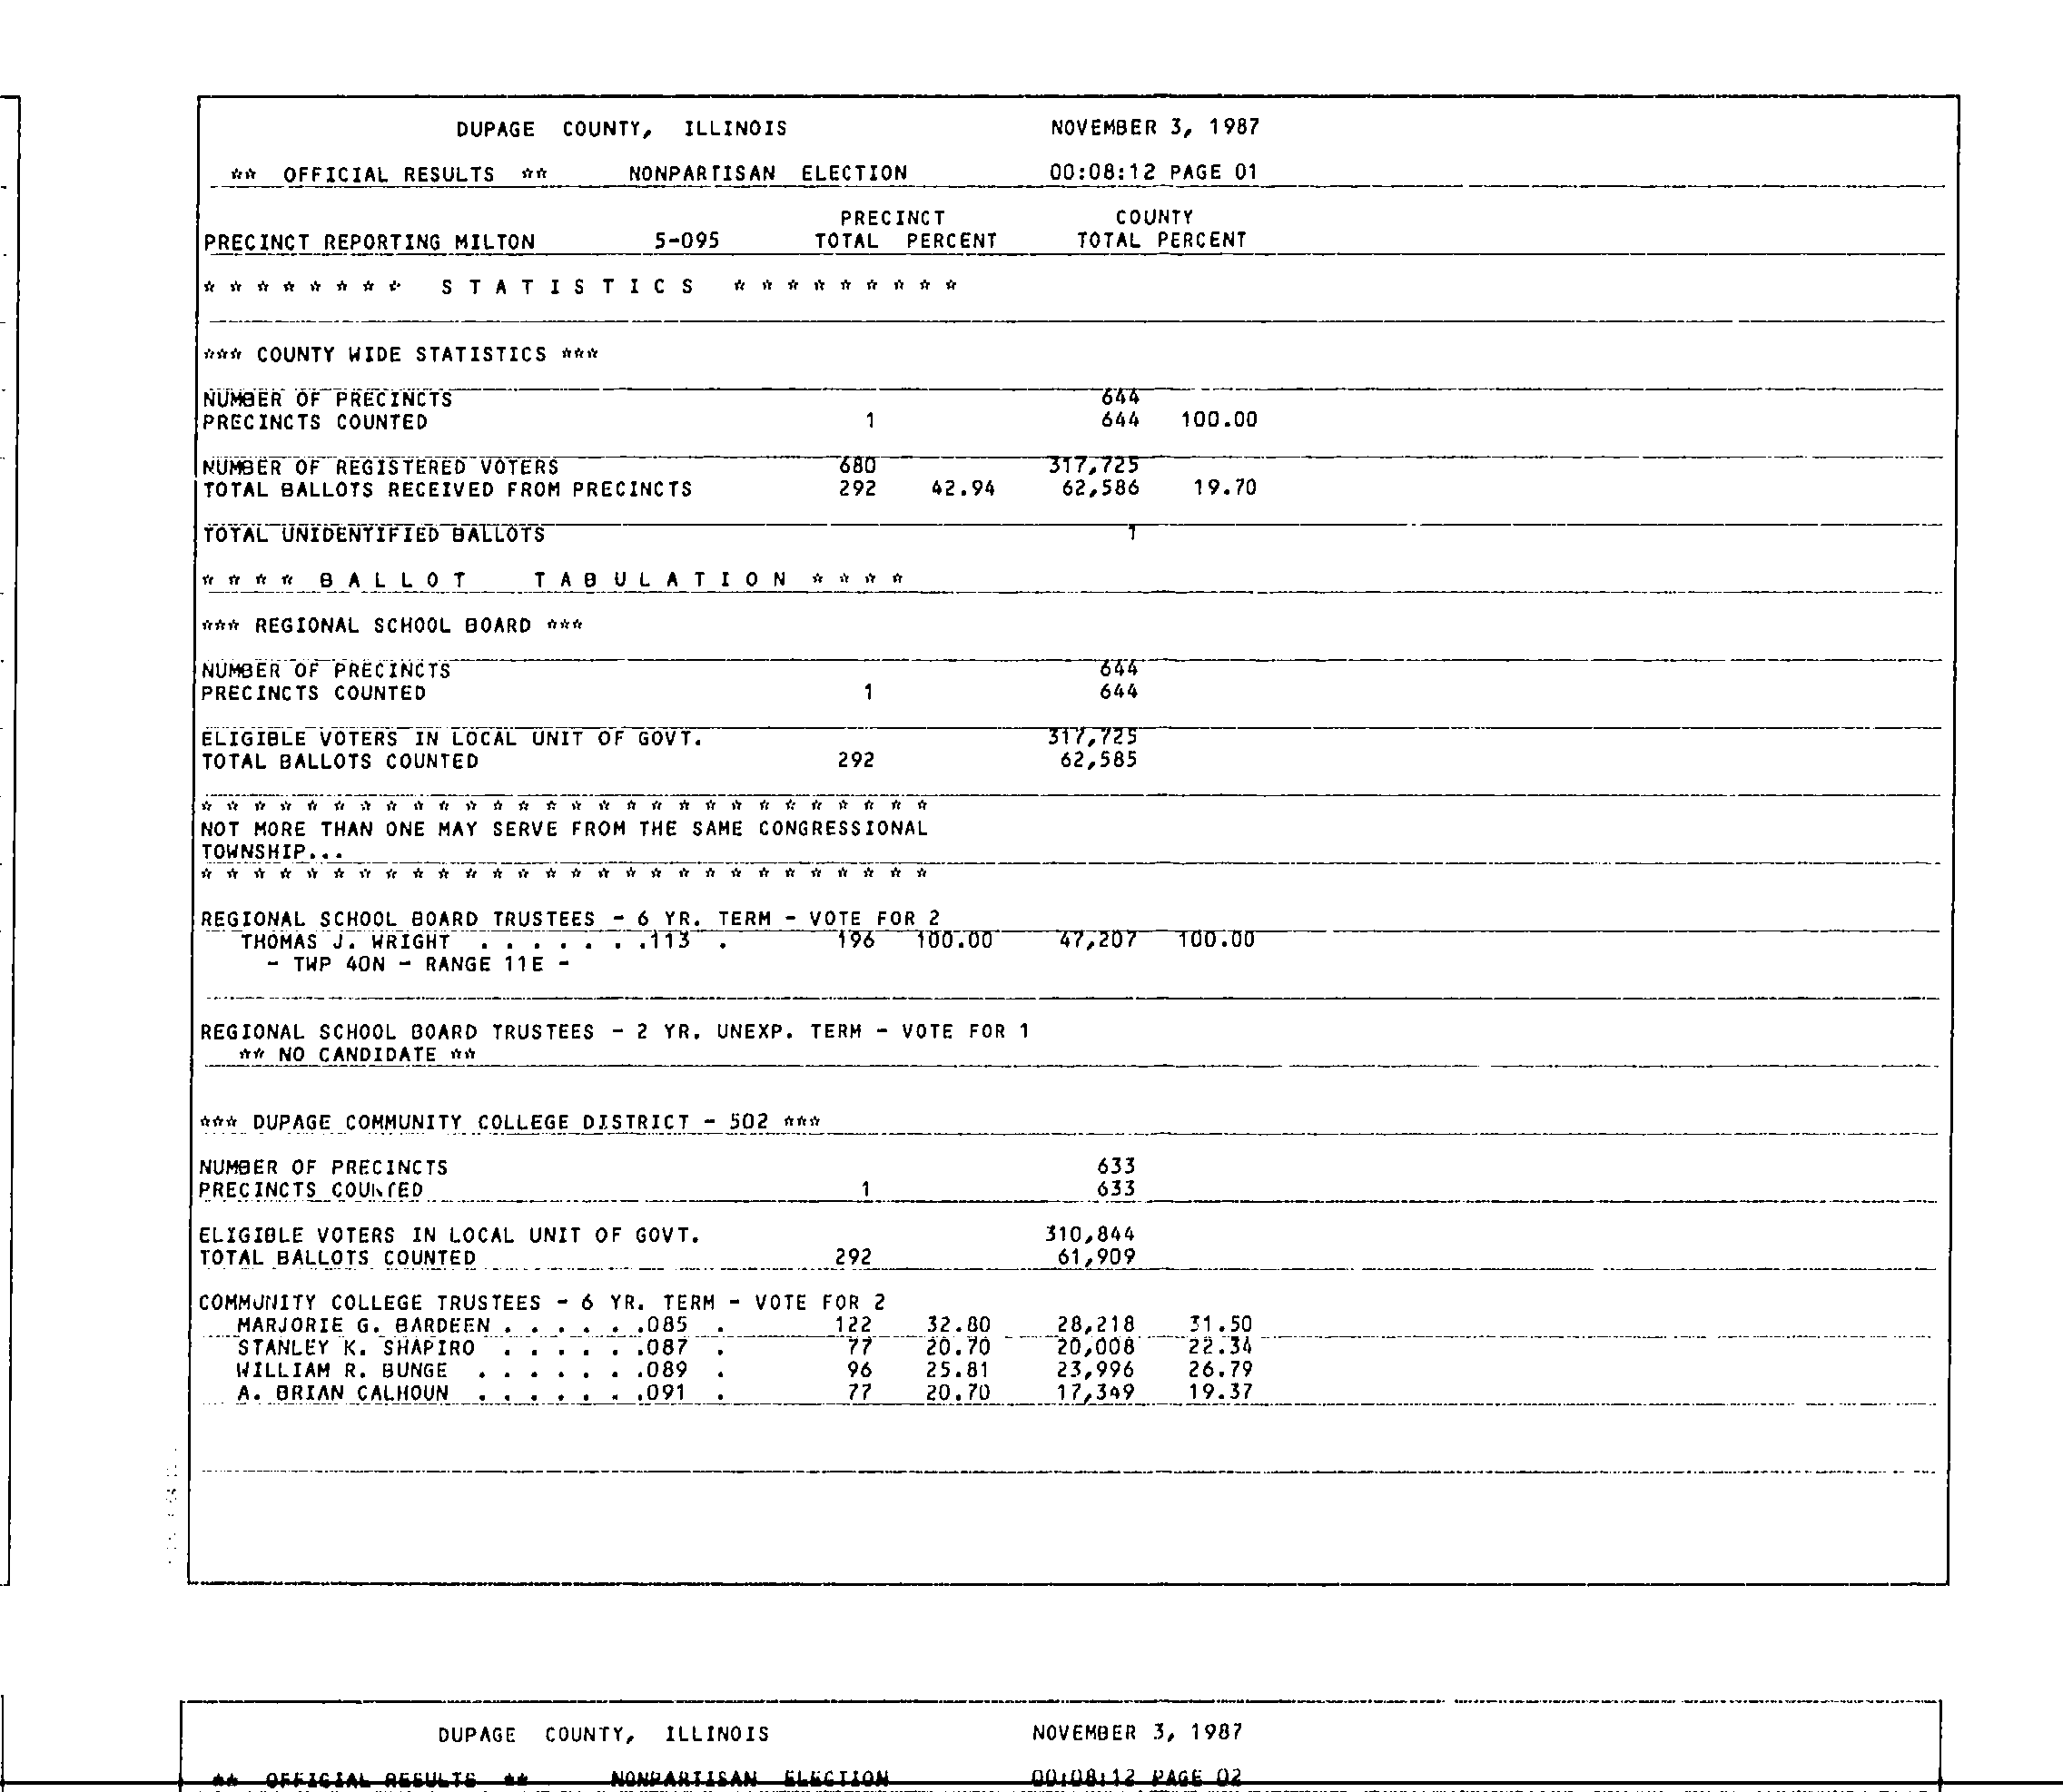 DUPAGE COUNTY, ILLINOIS NOVEMBER 3, 1987
** OFFICIAL RESULTS ** NONPARTISAN ELECTION 00:08:12 PAGE 01
PRECINCT COUNTY
PRECINCT REPORTING MILTON 5-095 TOTAL PERCENT TOTAL PERCENT
* * * * * * * * S T A T I S T I C S * * * * * * * * *
*** COUNTY WIDE STATISTICS ***
NUMBER OF PRECINCTS 644
PRECINCTS COUNTED 1 644 100.00
NUMBER OF REGISTERED VOTERS 680 317,725
TOTAL BALLOTS RECEIVED FROM PRECINCTS 292 42.94 62,586 19.70
TOTAL UNIDENTIFIED BALLOTS 1
* * * * B A L L O T T A B U L A T I O N * * * *
*** REGIONAL SCHOOL BOARD ***
NUMBER OF PRECINCTS 644
PRECINCTS COUNTED 1 644
ELIGIBLE VOTERS IN LOCAL UNIT OF GOVT. 317,725
TOTAL BALLOTS COUNTED 292 62,585
* * * * * * * * * * * * * * * * * * * * * * * * * * * *
NOT MORE THAN ONE MAY SERVE FROM THE SAME CONGRESSIONAL
TOWNSHIP...
* * * * * * * * * * * * * * * * * * * * * * * * * * * *
REGIONAL SCHOOL BOARD TRUSTEES - 6 YR. TERM - VOTE FOR 2
THOMAS J. WRIGHT . . . . . . .113 . 196 100.00 47,207 100.00
- TWP 40N - RANGE 11E -
REGIONAL SCHOOL BOARD TRUSTEES - 2 YR. UNEXP. TERM - VOTE FOR 1
** NO CANDIDATE **
*** DUPAGE COMMUNITY COLLEGE DISTRICT - 502 ***
NUMBER OF PRECINCTS 633
PRECINCTS COUNTED 1 633
ELIGIBLE VOTERS IN LOCAL UNIT OF GOVT. 310,844
TOTAL BALLOTS COUNTED 292 61,909
COMMUNITY COLLEGE TRUSTEES - 6 YR. TERM - VOTE FOR 2
MARJORIE G. BARDEEN . . . . . .085 . 122 32.80 28,218 31.50
STANLEY K. SHAPIRO . . . . . .087 . 77 20.70 20,008 22.34
WILLIAM R. BUNGE . . . . . . .089 . 96 25.81 23,996 26.79
A. BRIAN CALHOUN . . . . . . .091 . 77 20.70 17,349 19.37
DUPAGE COUNTY, ILLINOIS NOVEMBER 3, 1987
** OFFICIAL RESULTS ** NONPARTISAN ELECTION 00:08:12 PAGE 02